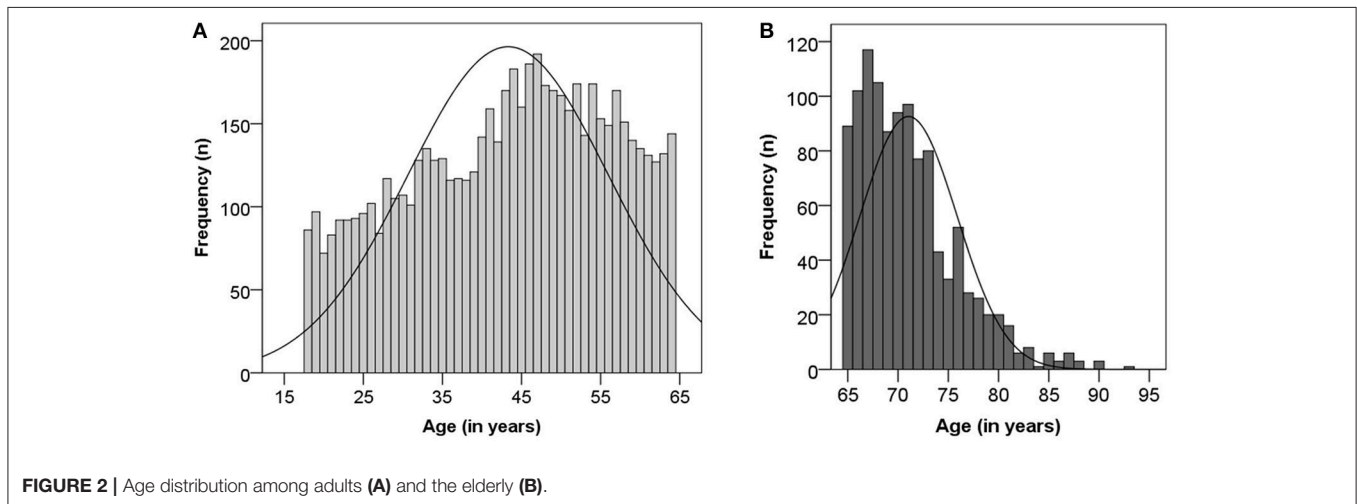 A
B
200
150
100
50
0
Frequency (n)
15 25 35 45 55 65
Age (in years)
120
100
80
60
40
20
0
Frequency (n)
65 70 75 80 85 90 95
Age (in years)
FIGURE 2 | Age distribution among adults (A) and the elderly (B).